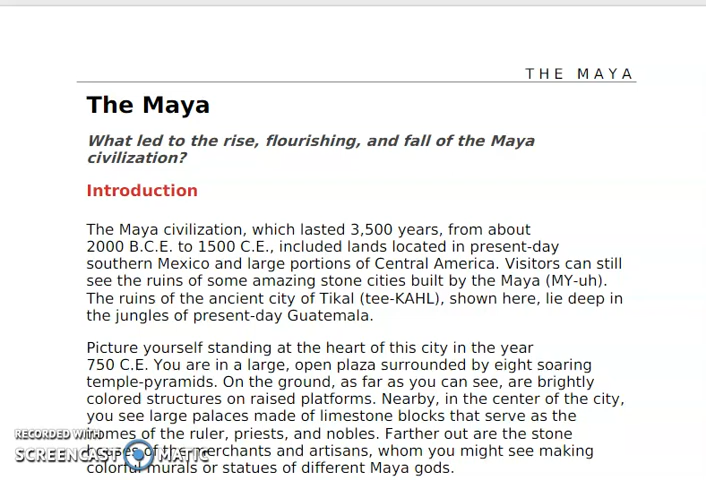 THE MAYA
The Maya
What led to the rise, flourishing, and fall of the Maya
civilization?
Introduction
The Maya civilization, which lasted 3,500 years, from about
2000 B.C.E. to 1500 C.E., included lands located in present-day
southern Mexico and large portions of Central America. Visitors can still
see the ruins of some amazing stone cities built by the Maya (MY-uh).
The ruins of the ancient city of Tikal (tee-KAHL), shown here, lie deep in
the jungles of present-day Guatemala.
Picture yourself standing at the heart of this city in the year
750 C.E. You are in a large, open plaza surrounded by eight soaring
temple-pyramids. On the ground, as far as you can see, are brightly
colored structures on raised platforms. Nearby, in the center of the city,
you see large palaces made of limestone blocks that serve as the
homes of the ruler, priests, and nobles. Farther out are the stone
houses of the merchants and artisans, whom you might see making
colorful murals or statues of different Maya gods.
RECORDED WITH
SCREENCAST MATIC